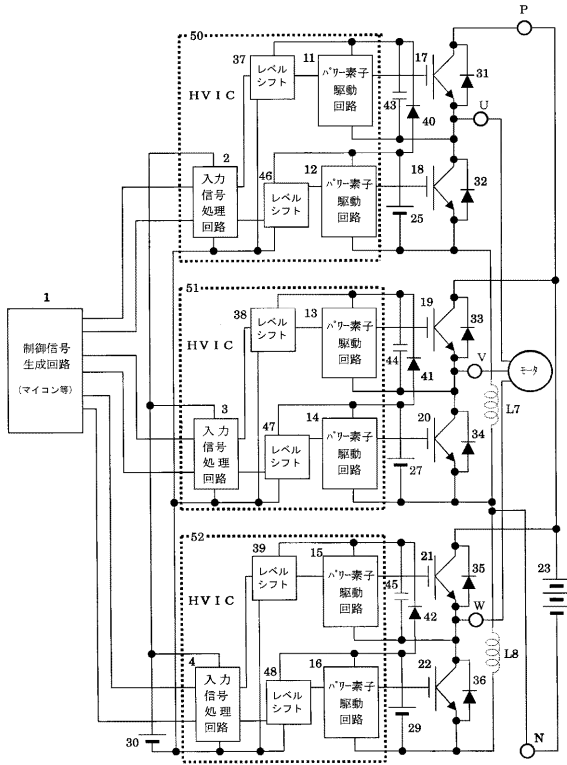 50
P
37
レベル
シフト
11
パワー素子
駆動
回路
17
31
HVIC
43
40
U
2
入力
信号
処理
回路
46
レベル
シフト
12
パワー素子
駆動
回路
18
32
25
1
制御信号
生成回路
(マイコン等)
51
38
レベル
シフト
13
パワー素子
駆動
回路
19
33
HVIC
44
41
V
モータ
3
入力
信号
処理
回路
47
レベル
シフト
14
パワー素子
駆動
回路
20
34
L7
27
52
39
レベル
シフト
15
パワー素子
駆動
回路
21
35
23
HVIC
45
42
W
4
入力
信号
処理
回路
48
レベル
シフト
16
パワー素子
駆動
回路
22
36
L8
29
30
N